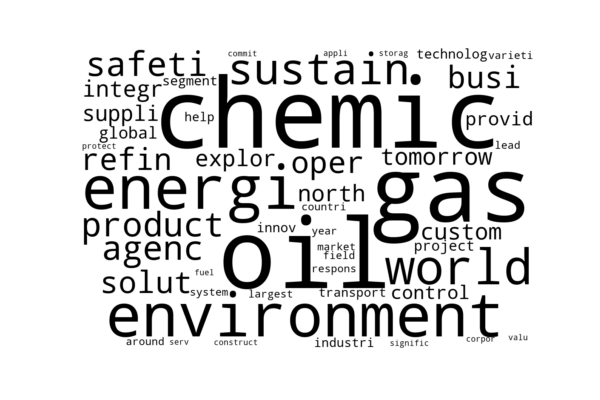 commit appli storag technolog varieti
safeti sustain busi
integr segment
suppli help chemic provid
global
protect lead
refin explor oper tomorrow
energi north gas
countri
product innov year custom
agenc market project
field
solut fuel oil respons world
system largest transport control
environment
around serv construct industri signific corpor valu